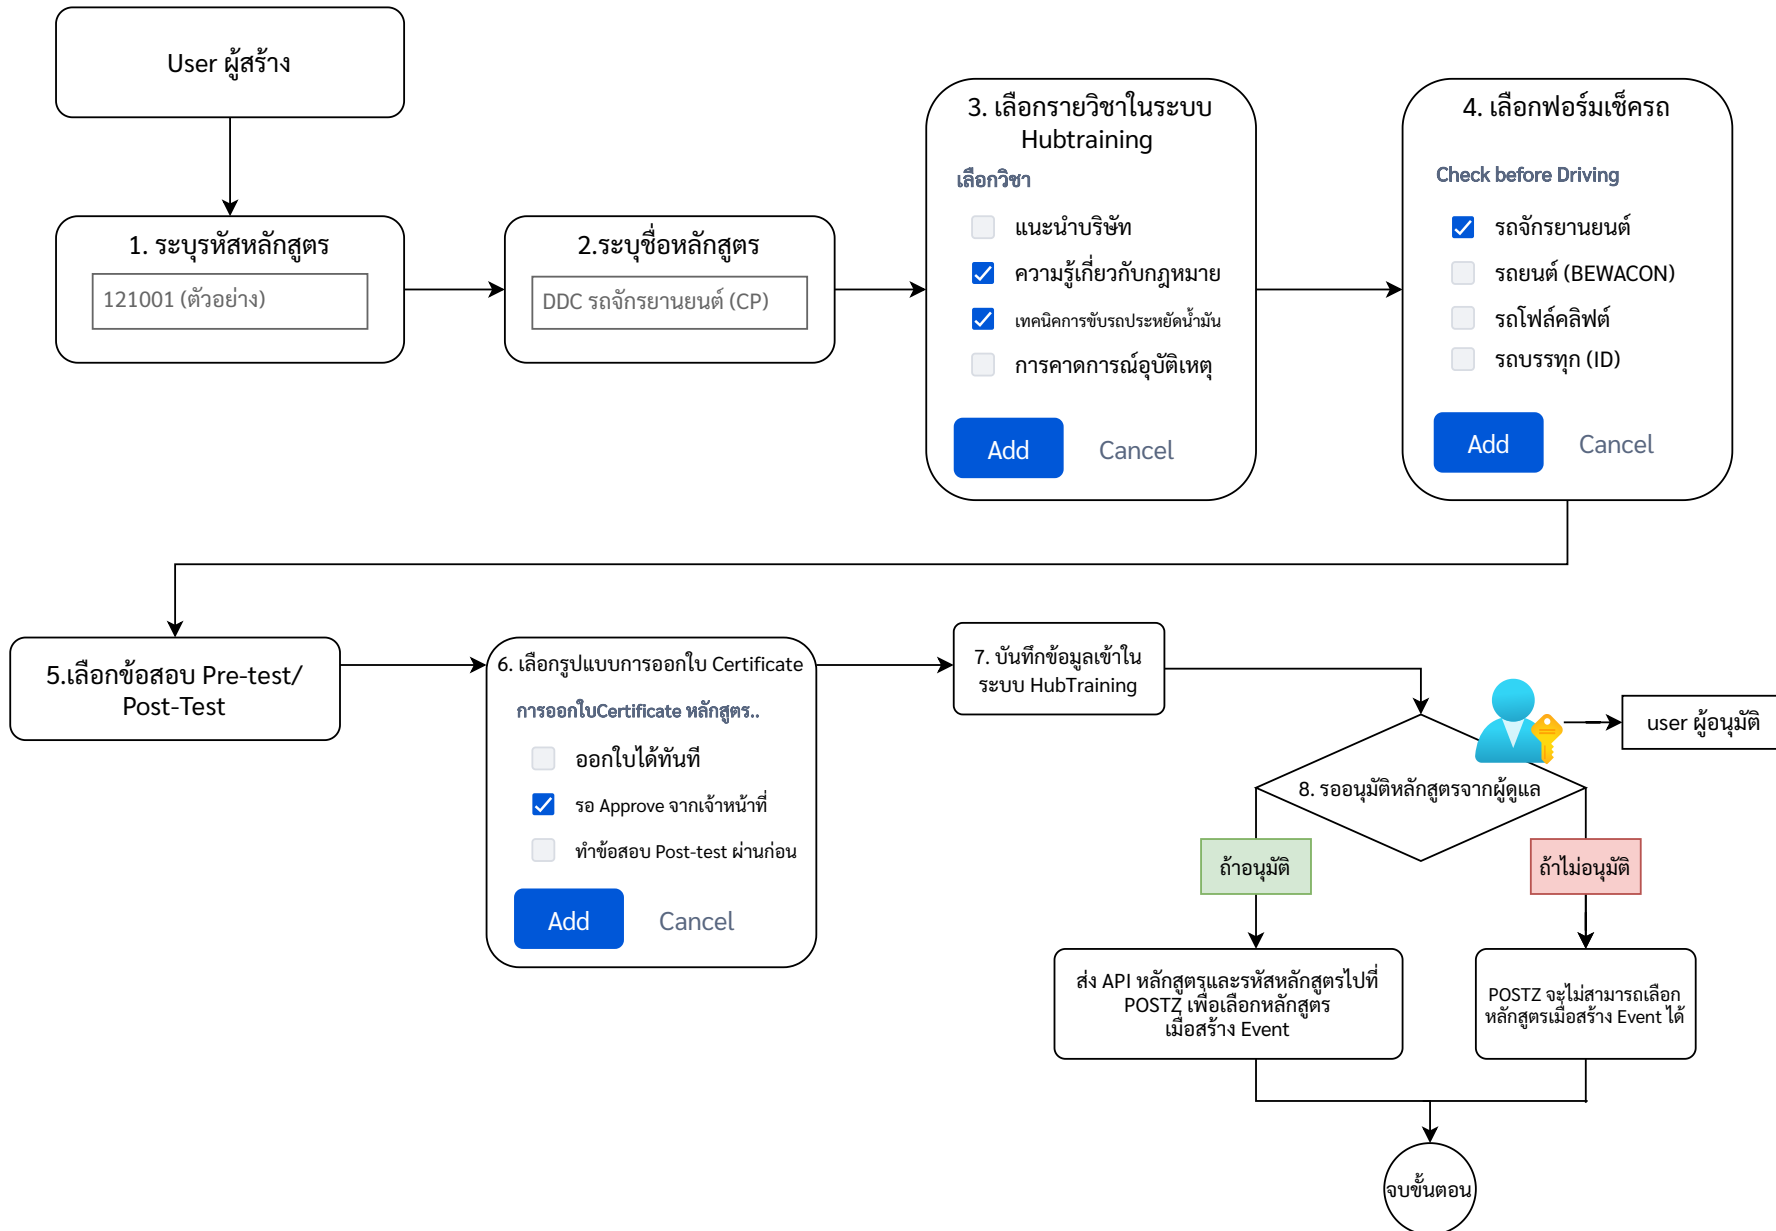 User ผู้สร้าง
1. ระบุรหัสหลักสูตร
121001 (ตัวอย่าง)
2.ระบุชื่อหลักสูตร
DDC รถจักรยานยนต์ (CP)
3. เลือกรายวิชาในระบบ
Hubtraining
เลือกวิชา
แนะนำบริษัท
ความรู้เกี่ยวกับกฎหมาย
เทคนิคการขับรถประหยัดน้ำมัน
การคาดการณ์อุบัติเหตุ
Add
Cancel
4. เลือกฟอร์มเช็ครถ
Check before Driving
รถจักรยานยนต์
รถยนต์ (BEWACON)
รถโฟล์คลิฟต์
รถบรรทุก (ID)
Add
Cancel
5.เลือกข้อสอบ Pre-test/
Post-Test
6. เลือกรูปแบบการออกใบ Certificate
การออกใบCertificate หลักสูตร..
ออกใบได้ทันที
รอ Approve จากเจ้าหน้าที่
ทำข้อสอบ Post-test ผ่านก่อน
Add
Cancel
7. บันทึกข้อมูลเข้าใน
ระบบ HubTraining
user ผู้อนุมัติ
8. รออนุมัติหลักสูตรจากผู้ดูแล
ถ้าอนุมัติ
ถ้าไม่อนุมัติ
ส่ง API หลักสูตรและรหัสหลักสูตรไปที่
POSTZ เพื่อเลือกหลักสูตร
เมื่อสร้าง Event
POSTZ จะไม่สามารถเลือก
หลักสูตรเมื่อสร้าง Event ได้
จบขั้นตอน